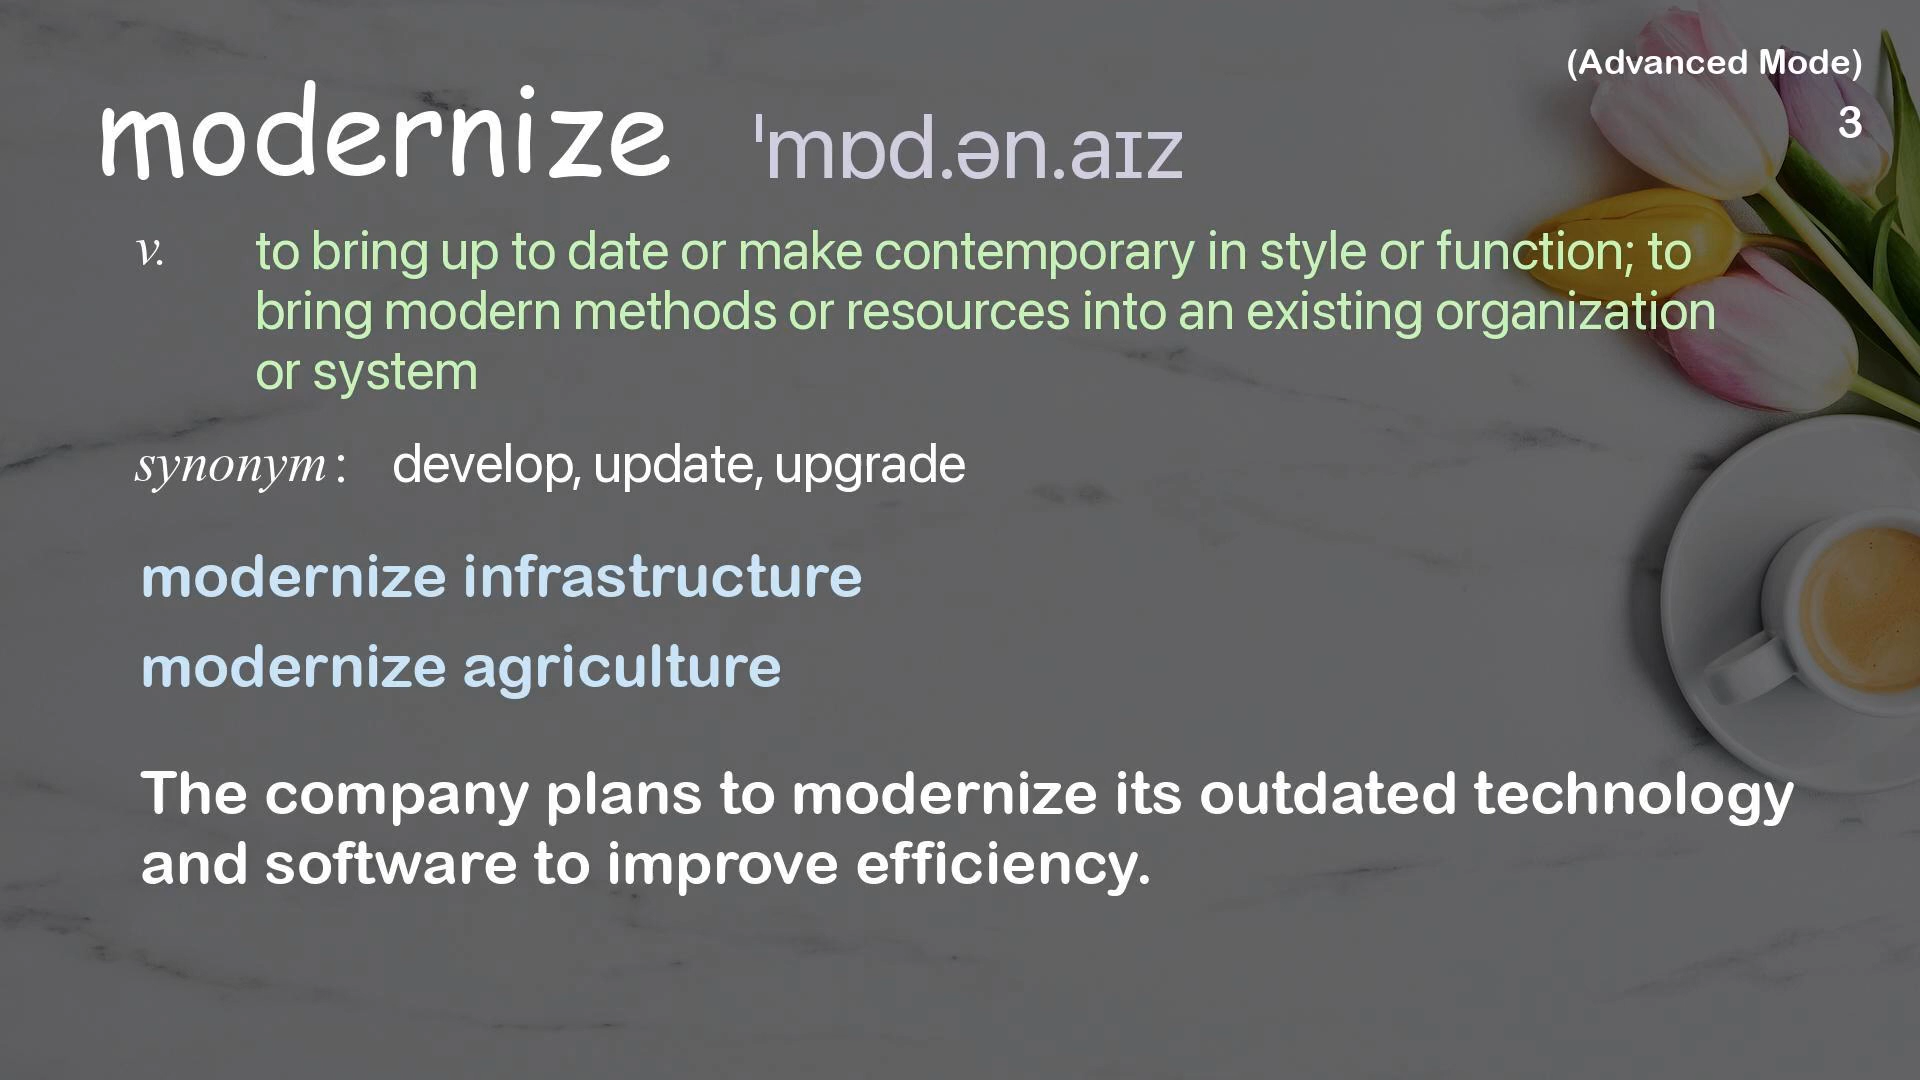 (Advanced Mode)
modernize ˈmɒd.ən.aɪz
3
v. to bring up to date or make contemporary in style or function; to
bring modern methods or resources into an existing organization
or system
synonym: develop, update, upgrade
modernize infrastructure
modernize agriculture
The company plans to modernize its outdated technology
and software to improve efficiency.